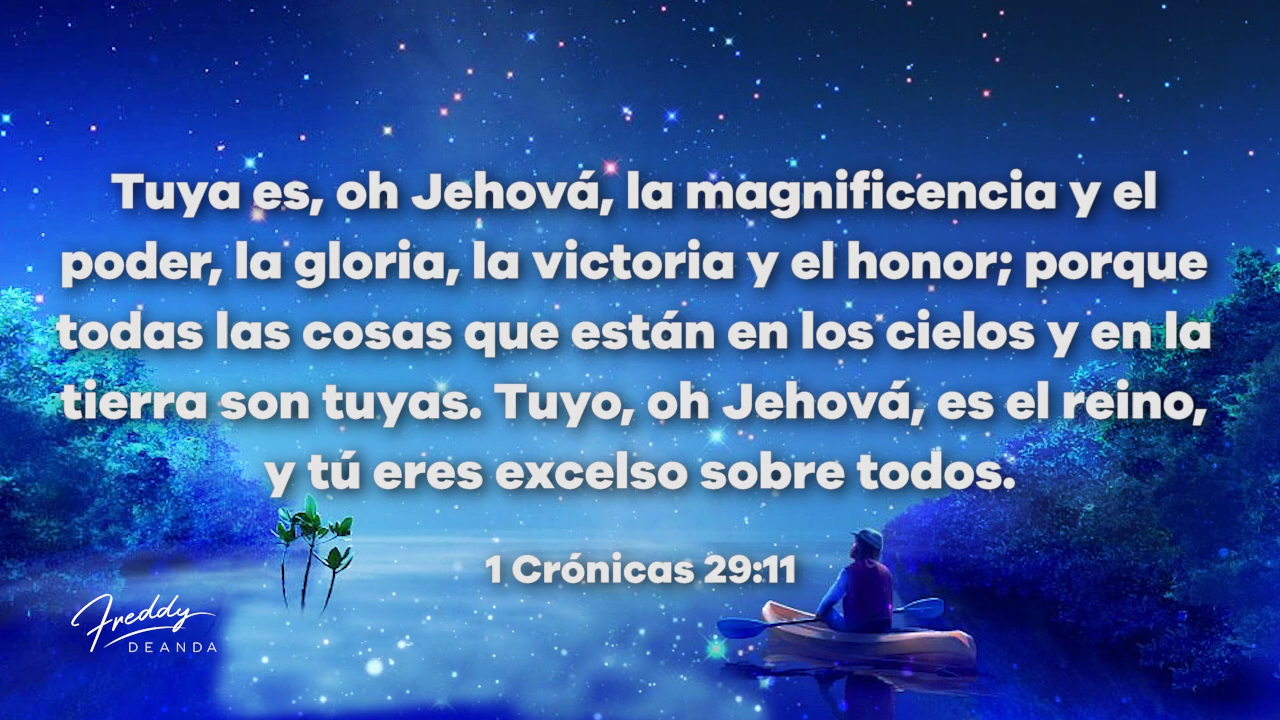 Tuya es, oh Jehová, la magnificencia y el
poder, la gloria, la victoria y el honor; porque
todas las cosas que están en los cielos y en la
tierra son tuyas. Tuyo, oh Jehová, es el reino,
y tú eres excelso sobre todos.
1 Crónicas 29:11
Freddy
DEANDA